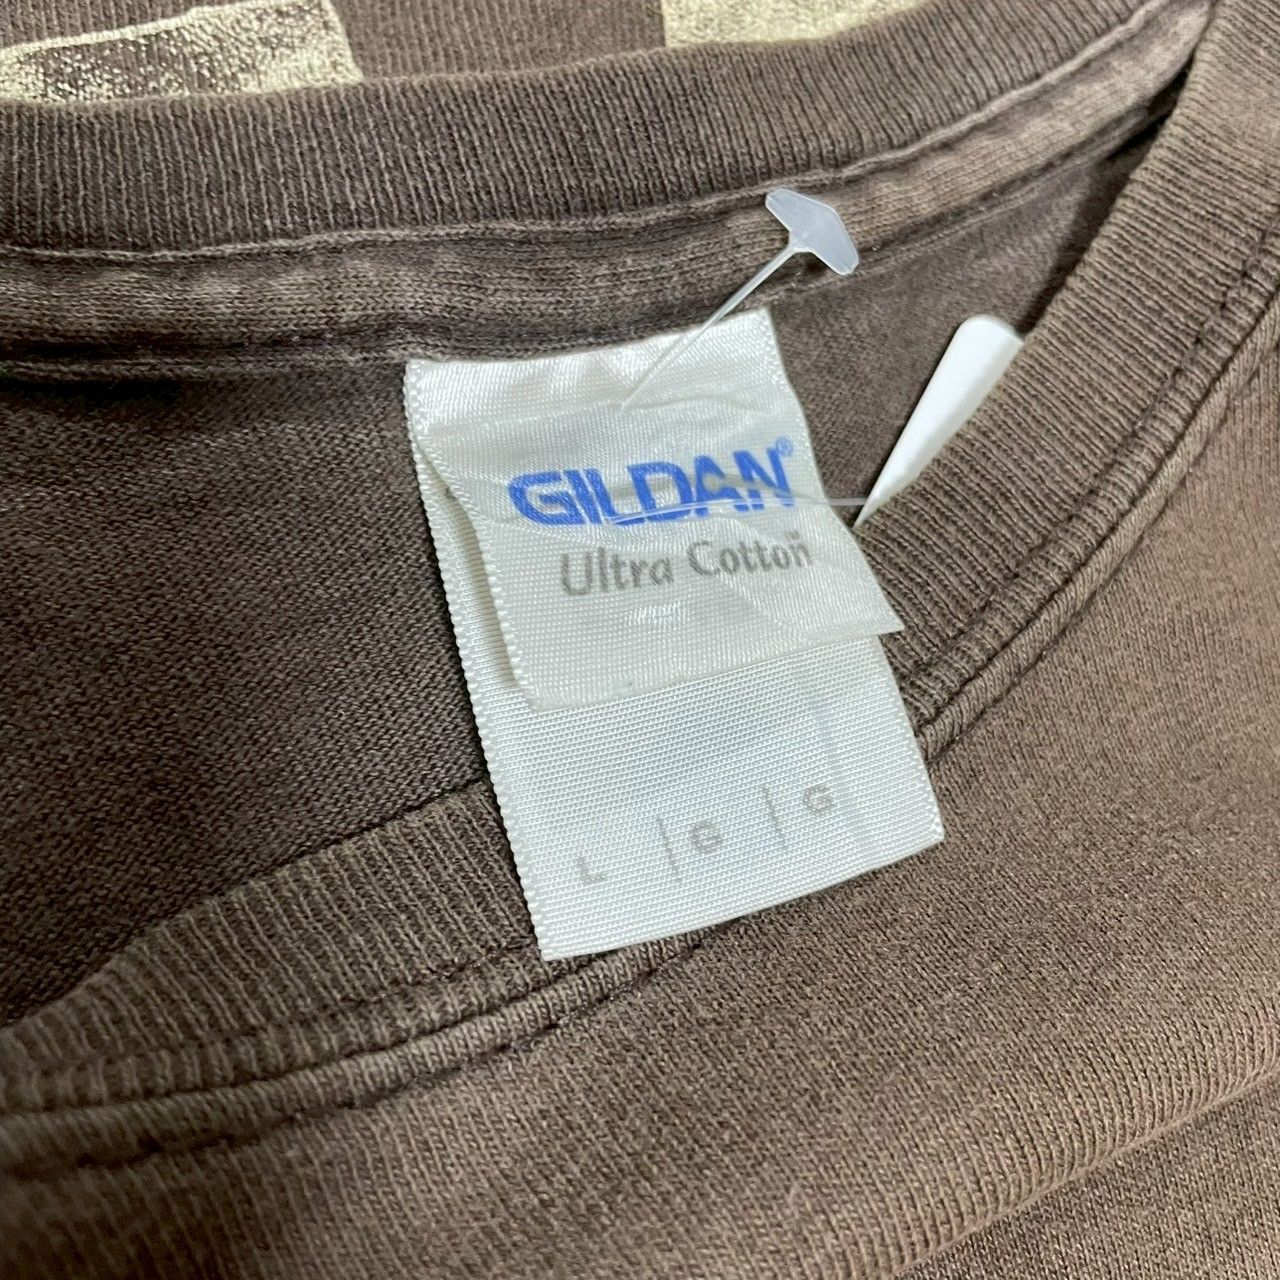 GILDAN®
Ultra Cotton
L | G | G